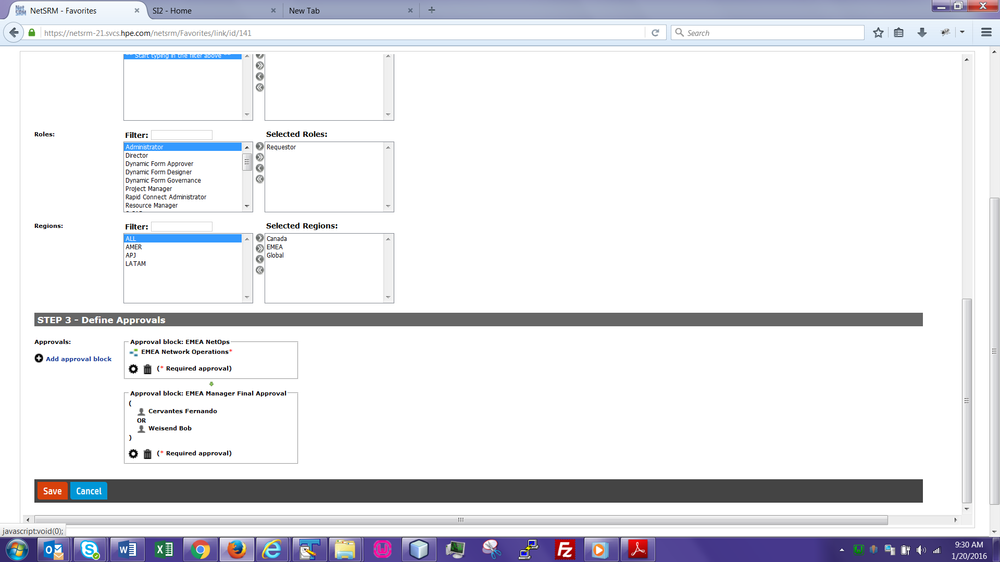 NetSRM - Favorites
SI2 - Home
New Tab
https://netsrm-21.svcs.hpe.com/netsrm/Favorites/link/id/141
Search
** Start typing in the filter above **
Roles:
Filter:
Selected Roles:
Administrator
Director
Dynamic Form Approver
Dynamic Form Designer
Dynamic Form Governance
Project Manager
Rapid Connect Administrator
Resource Manager
Requestor
Regions:
Filter:
Selected Regions:
ALL
AMER
APJ
LATAM
Canada
EMEA
Global
STEP 3 - Define Approvals
Approvals:
Add approval block
Approval block: EMEA NetOps
EMEA Network Operations*
(* Required approval)
Approval block: EMEA Manager Final Approval
(
Cervantes Fernando
OR
Weisend Bob
)
(* Required approval)
Save
Cancel
javascript:void(0);
9:30 AM
1/20/2016